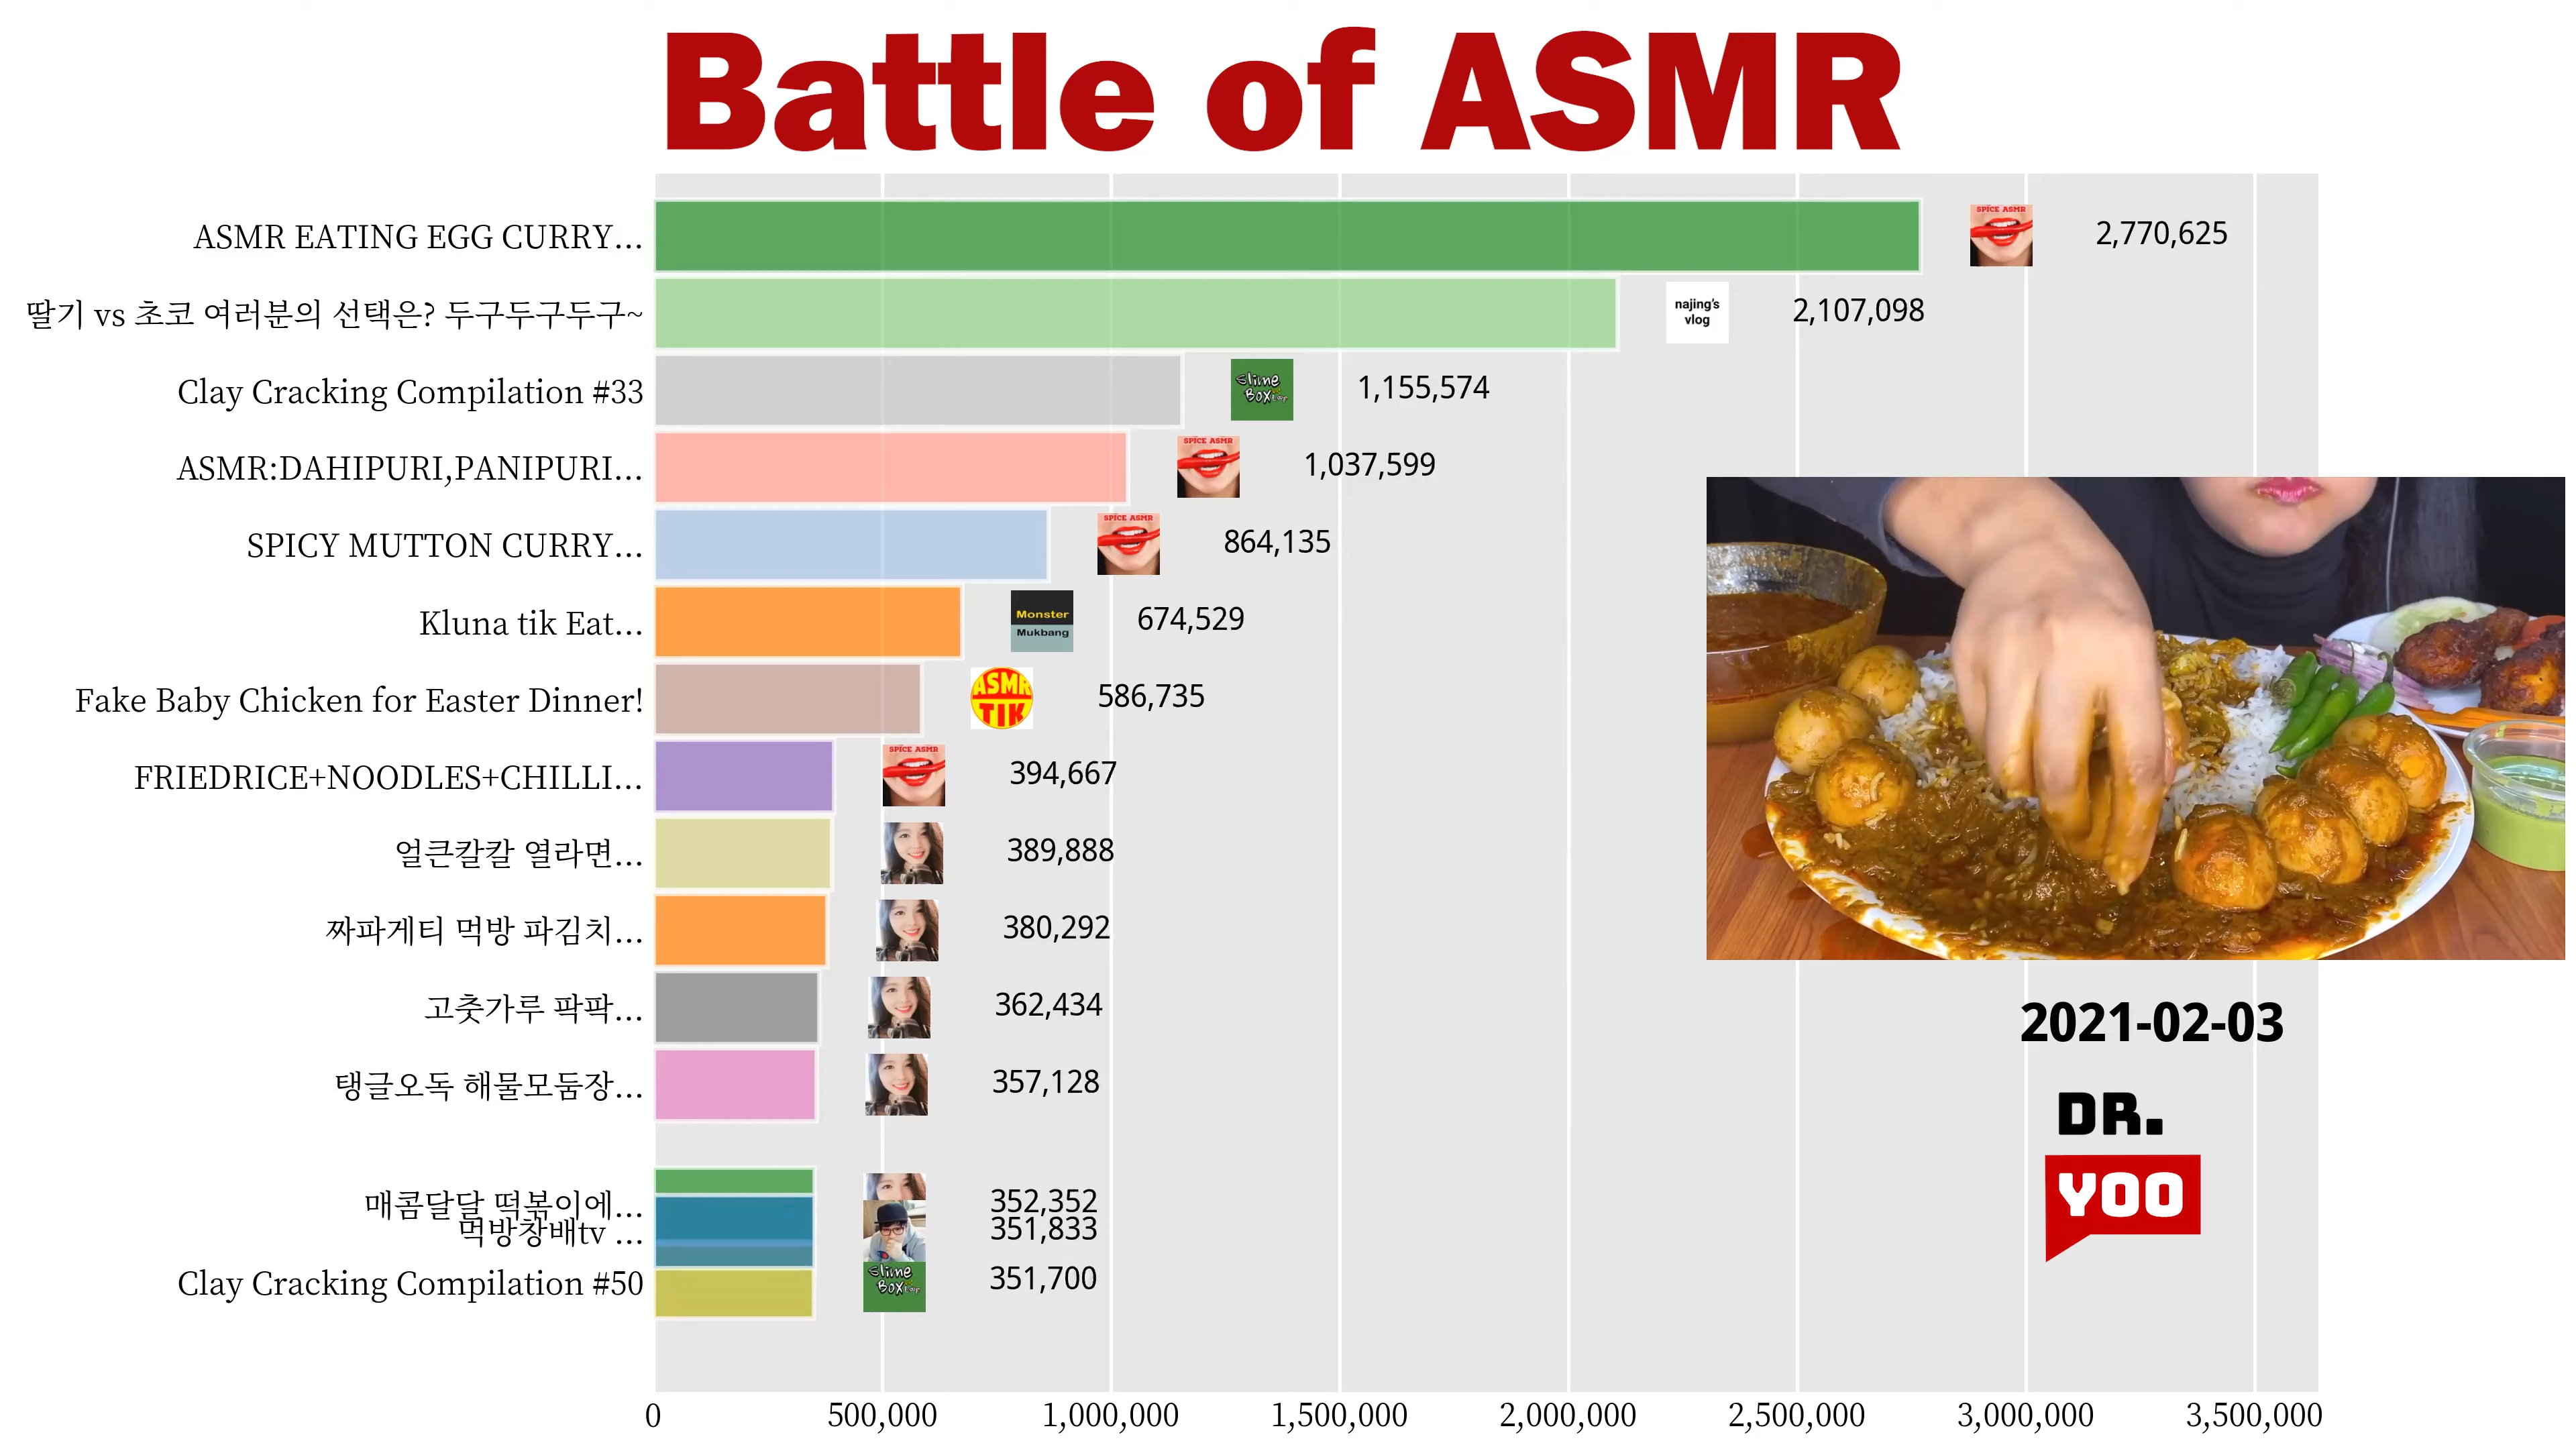 Battle of ASMR
ASMR EATING EGG CURRY...
SPICE ASMR
2,770,625
딸기 vs 초코 여러분의 선택은? 두구두구두구~
najing's
vlog
2,107,098
Clay Cracking Compilation #33
Slime
BOX
1,155,574
ASMR:DAHIPURI,PANIPURI...
SPICE ASMR
1,037,599
SPICY MUTTON CURRY...
SPICE ASMR
864,135
Kluna tik Eat...
Monster
Mukbang
674,529
Fake Baby Chicken for Easter Dinner!
ASMR
TIK
586,735
FRIEDRICE+NOODLES+CHILLI...
SPICE ASMR
394,667
얼큰칼칼 열라면...
389,888
짜파게티 먹방 파김치...
380,292
고춧가루 팍팍...
362,434
탱글오독 해물모둠장...
357,128
매콤달달 떡볶이에...
352,352
먹방창배tv ...
351,833
Clay Cracking Compilation #50
Slime
BOX
351,700
2021-02-03
DR.
YOO
0 500,000 1,000,000 1,500,000 2,000,000 2,500,000 3,000,000 3,500,000